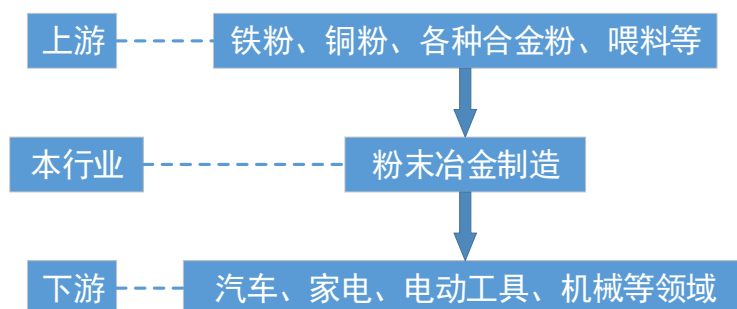 上游
铁粉、铜粉、各种合金粉、喂料等
本行业
粉末冶金制造
下游
汽车、家电、电动工具、机械等领域